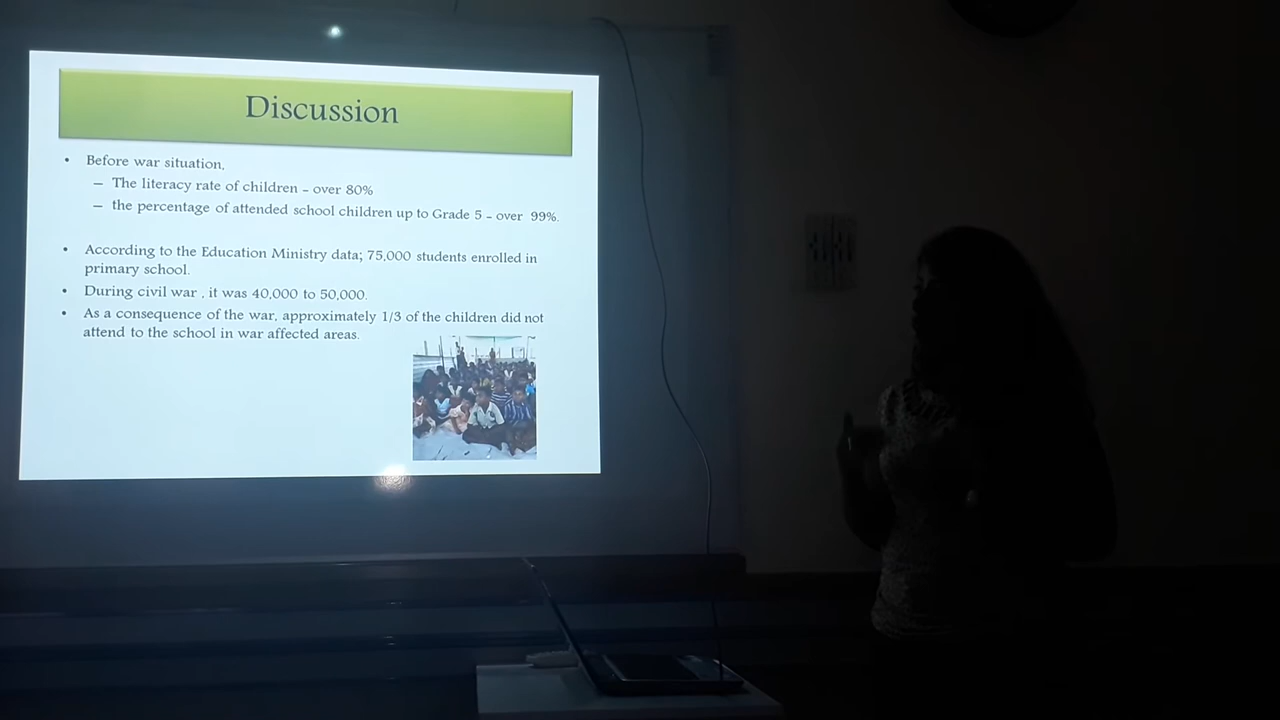 Discussion
• Before war situation,
– The literacy rate of children – over 80%
– the percentage of attended school children up to Grade 5 – over 99%.
• According to the Education Ministry data; 75,000 students enrolled in
primary school.
• During civil war , it was 40,000 to 50,000.
• As a consequence of the war, approximately 1/3 of the children did not
attend to the school in war affected areas.